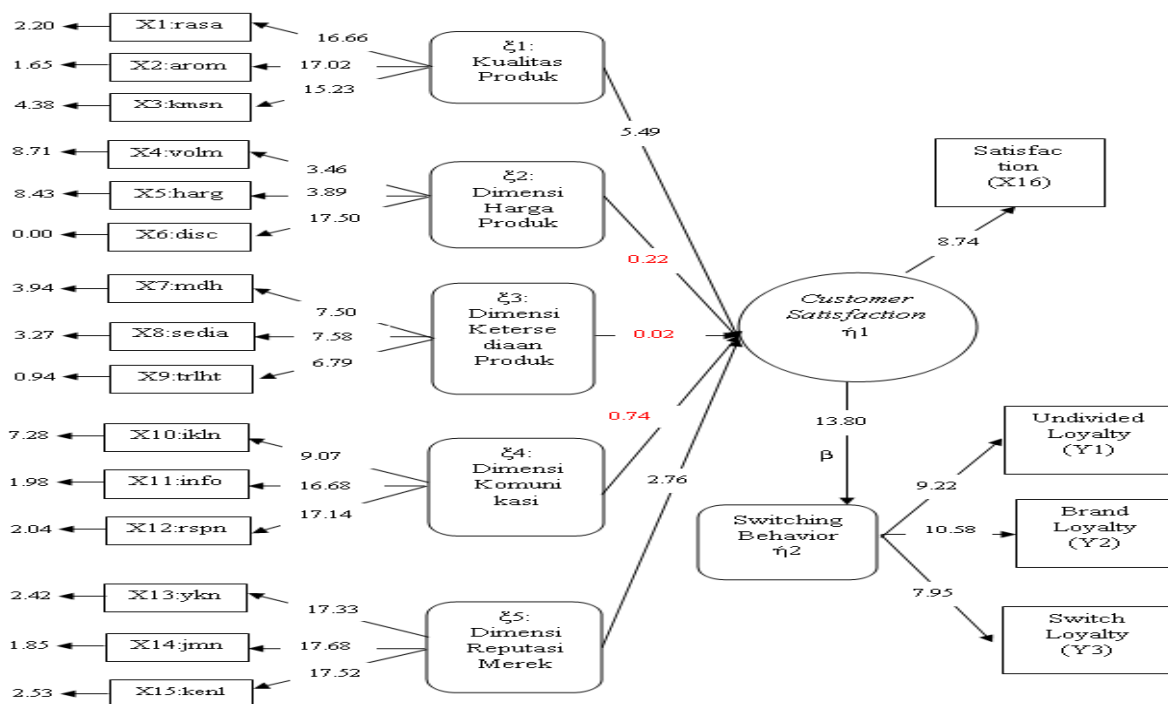 2.20
X1:rasa
16.66
1.65
X2:arom
17.02
4.38
X3:kmsn
15.23
ξ1:
Kualitas
Produk
5.49
8.71
X4:volm
3.46
8.43
X5:harg
3.89
0.00
X6:disc
17.50
ξ2:
Dimensi
Harga
Produk
0.22
3.94
X7:mdh
7.50
3.27
X8:sedia
7.58
0.94
X9:trlht
6.79
ξ3:
Dimensi
Keterse
diaan
Produk
0.02
7.28
X10:ikln
9.07
1.98
X11:info
16.68
2.04
X12:rspn
17.14
ξ4:
Dimensi
Komuni
kasi
0.74
2.42
X13:ykn
17.33
1.85
X14:jmn
17.68
2.53
X15:kenl
17.52
ξ5:
Dimensi
Reputasi
Merek
2.76
Satisfac
tion
(X16)
8.74
Customer
Satisfaction
ή1
13.80
β
Switching
Behavior
ή2
9.22
Undivided
Loyalty
(Y1)
10.58
Brand
Loyalty
(Y2)
7.95
Switch
Loyalty
(Y3)